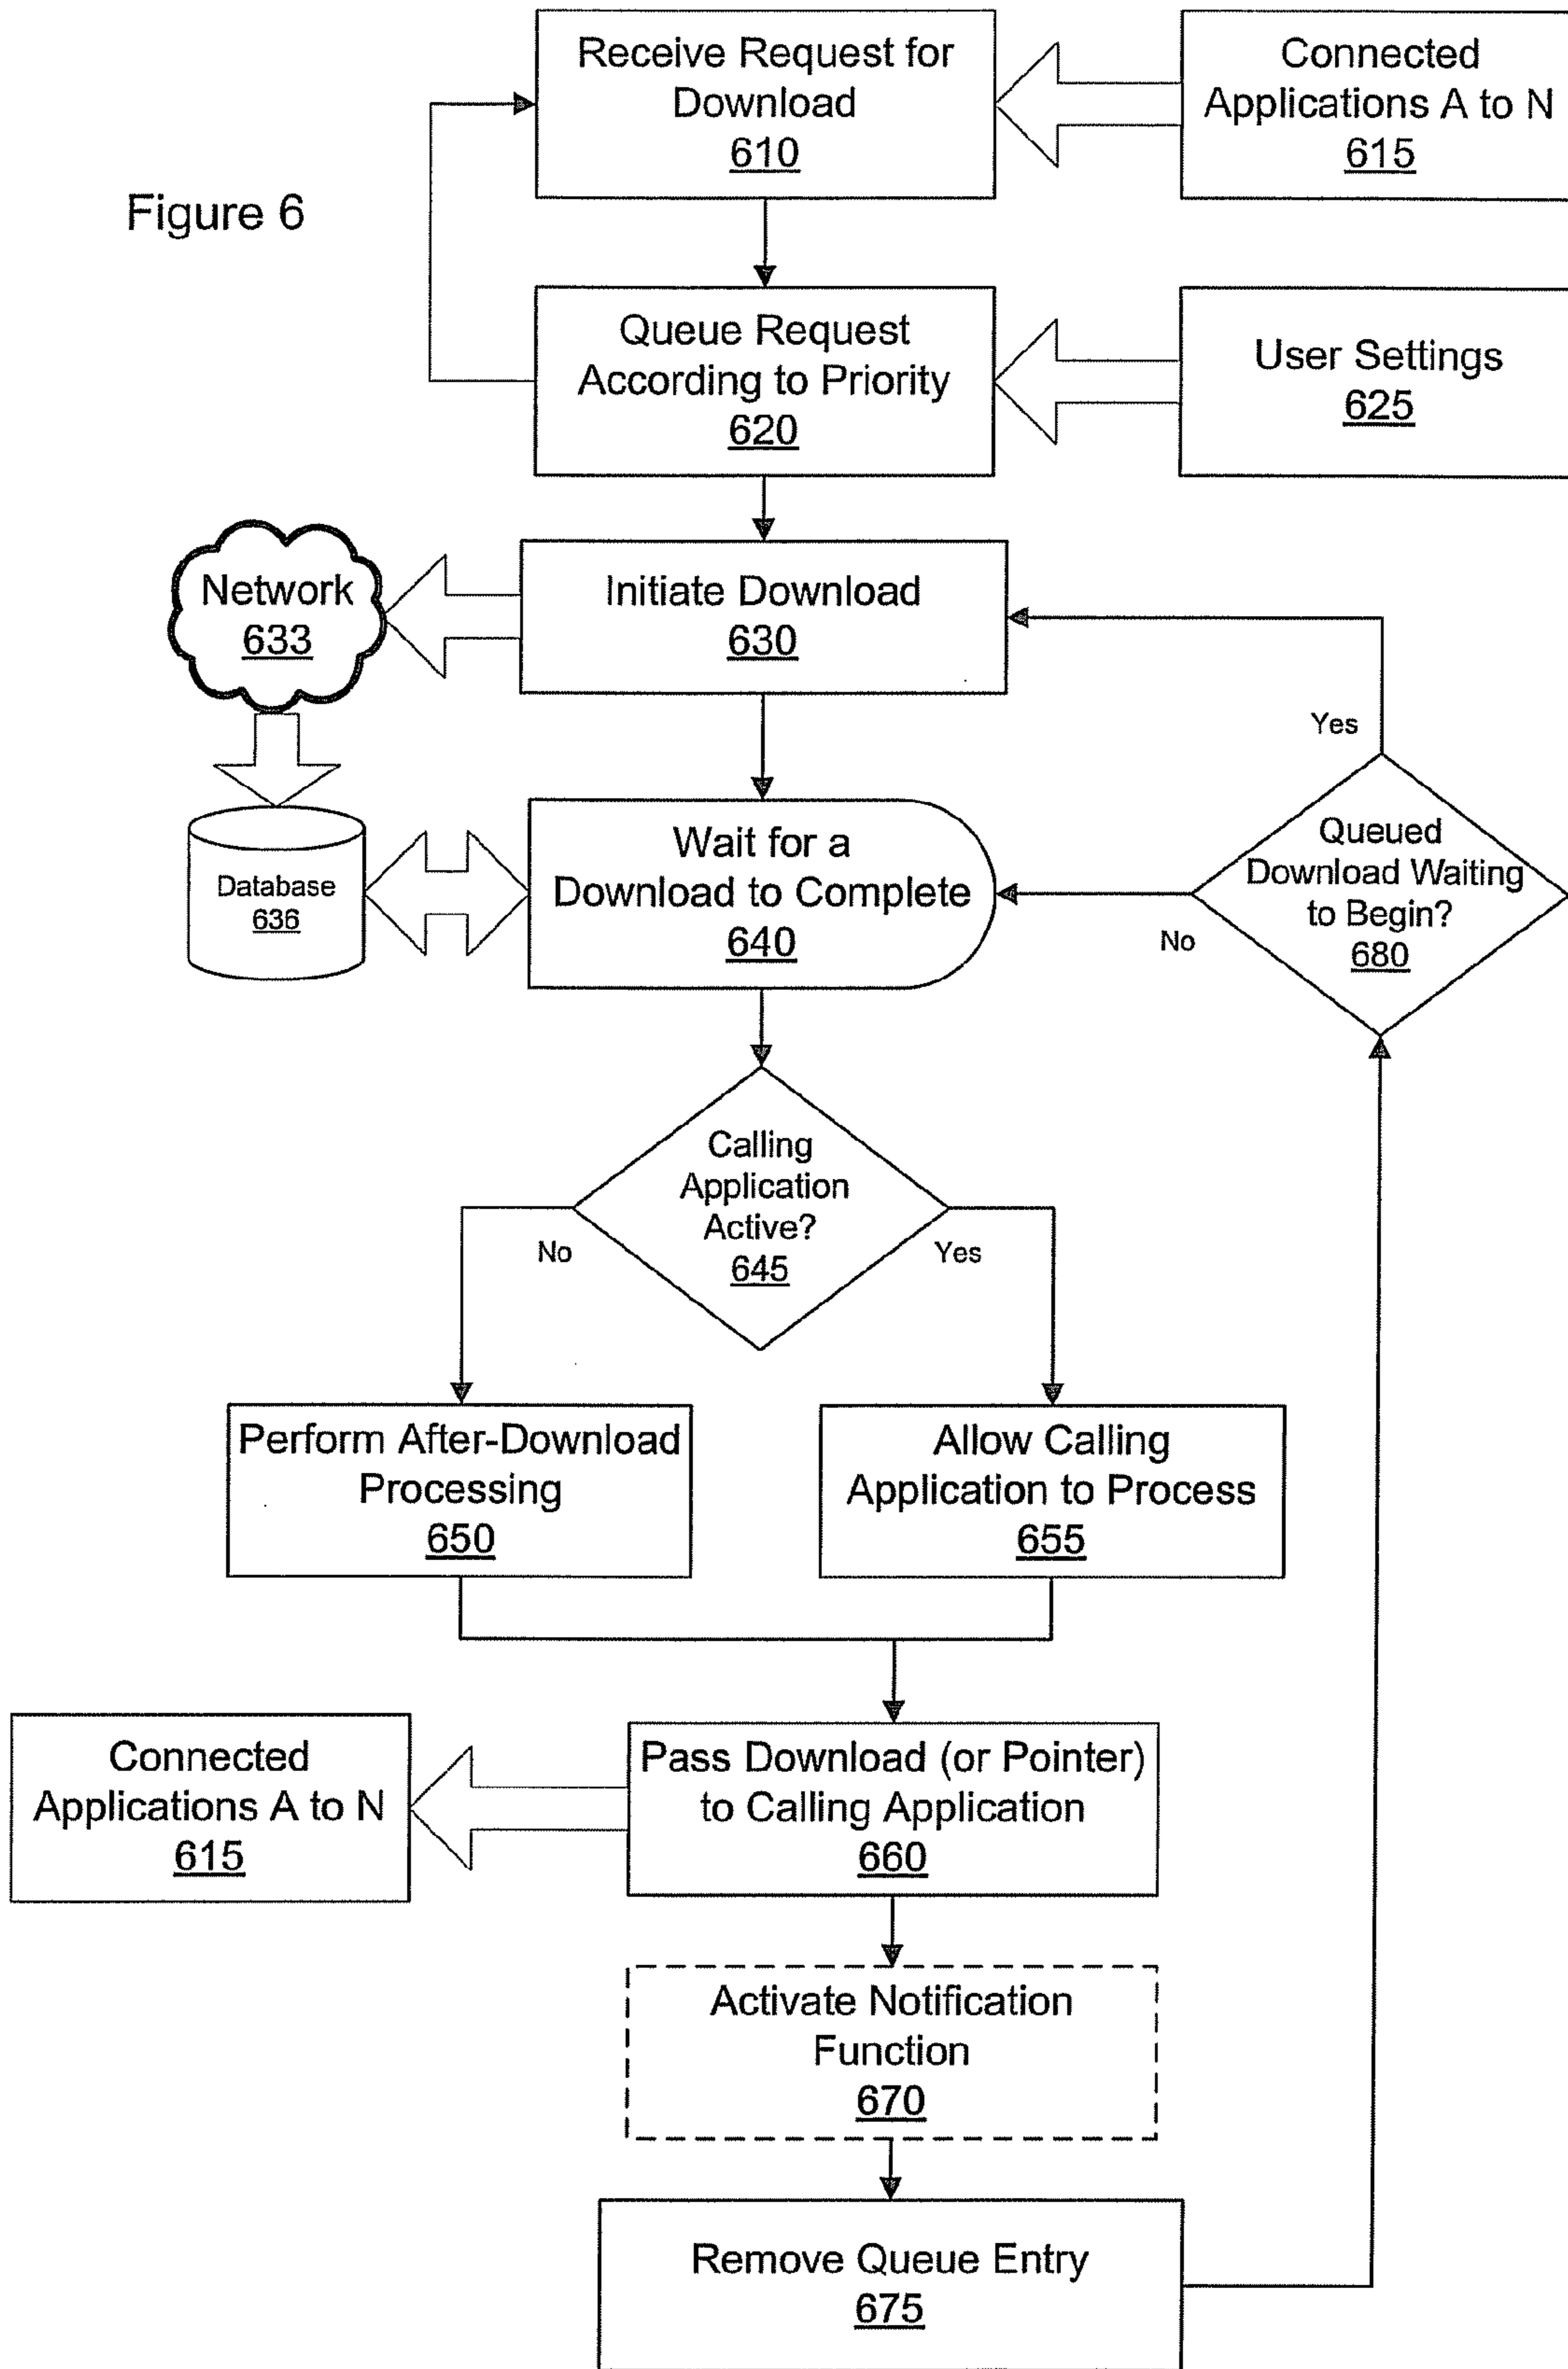 Receive Request for
Download
610
Connected
Applications A to N
615
Figure 6
Queue Request
According to Priority
620
User Settings
625
Network
633
Initiate Download
630
Yes
Database
636
Wait for a
Download to Complete
640
Queued
Download Waiting
to Begin?
680
No
Calling
Application
Active?
645
No
Yes
Perform After-Download
Processing
650
Allow Calling
Application to Process
655
Connected
Applications A to N
615
Pass Download (or Pointer)
to Calling Application
660
Activate Notification
Function
670
Remove Queue Entry
675